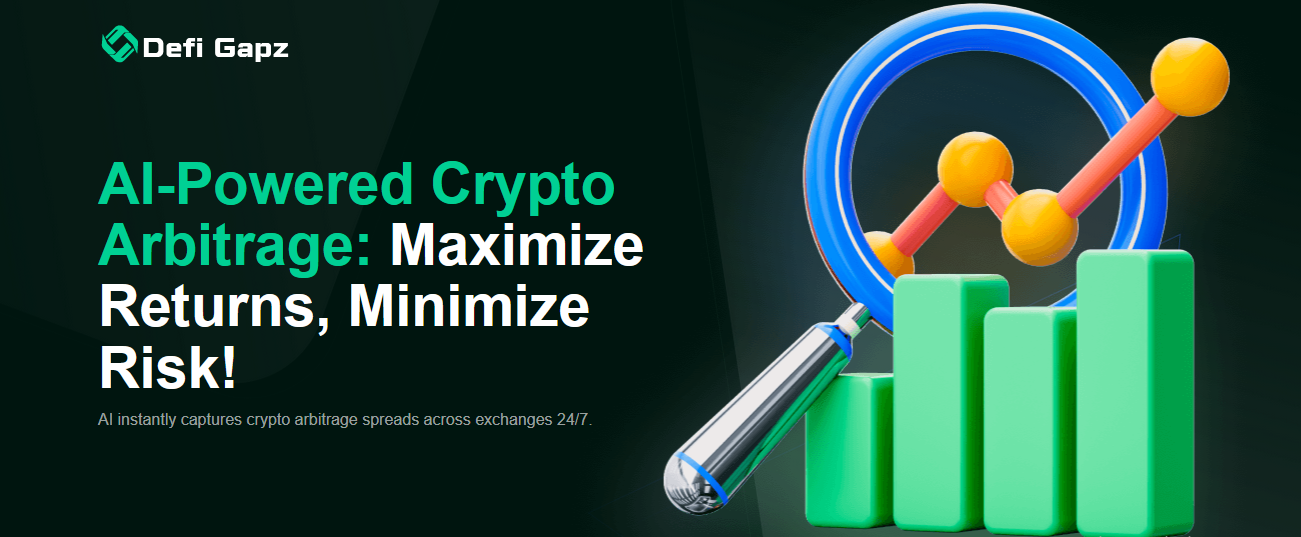 Defi Gapz
AI-Powered Crypto
Arbitrage: Maximize
Returns, Minimize
Risk!
AI instantly captures crypto arbitrage spreads across exchanges 24/7.